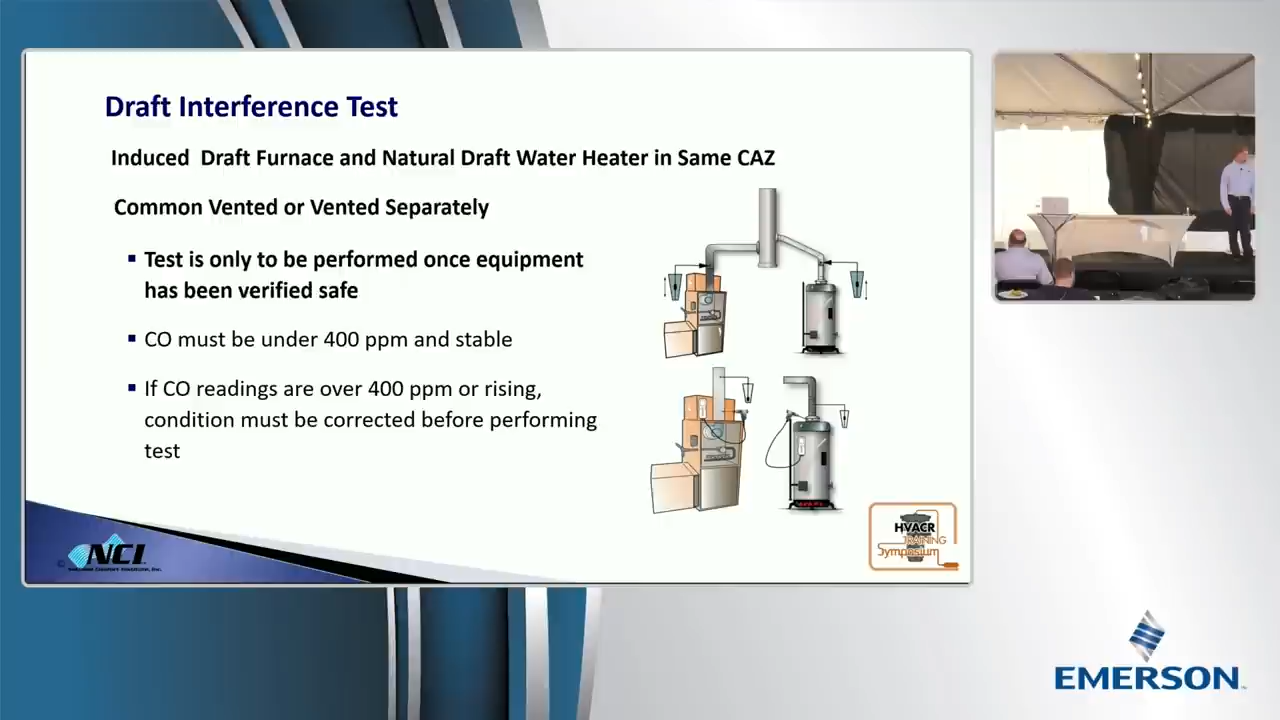 Draft Interference Test
Induced Draft Furnace and Natural Draft Water Heater in Same CAZ
Common Vented or Vented Separately
▪ Test is only to be performed once equipment
has been verified safe
▪ CO must be under 400 ppm and stable
▪ If CO readings are over 400 ppm or rising,
condition must be corrected before performing
test
© NCI
HVACR
TRAINING
Symposium
EMERSON